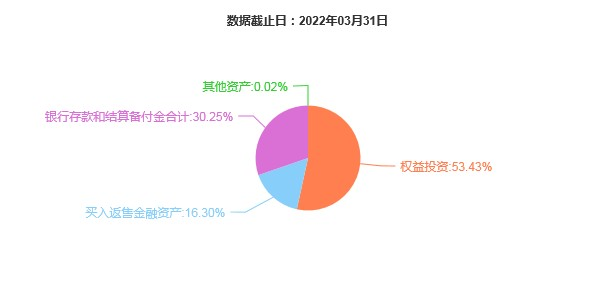 数据截止日：2022年03月31日
其他资产:0.02%
银行存款和结算备付金合计:30.25%
权益投资:53.43%
买入返售金融资产:16.30%